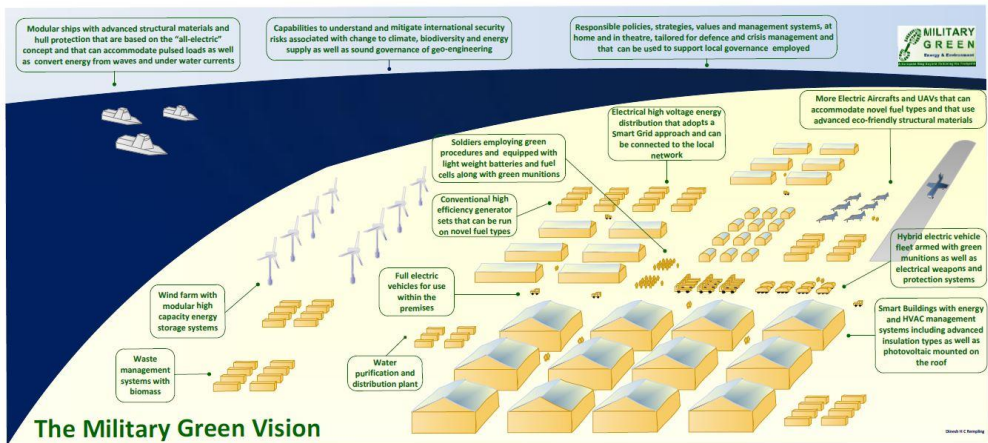 Modular ships with advanced structural materials and
hull protection that are based on the “all-electric”
concept and that can accommodate pulsed loads as well
as convert energy from waves and under water currents
Capabilities to understand and mitigate international security
risks associated with change to climate, biodiversity and energy
supply as well as sound governance of geo-engineering
Responsible policies, strategies, values and management systems, at
home and in theatre, tailored for defence and crisis management and
that can be used to support local governance employed
MILITARY
GREEN
Energy & Environment
More Electric Aircrafts and UAVs that can
accommodate novel fuel types and that use
advanced eco-friendly structural materials
Electrical high voltage energy
distribution that adopts a
Smart Grid approach and can
be connected to the local
network
Soldiers employing green
procedures and equipped with
light weight batteries and fuel
cells along with green munitions
Conventional high
efficiency generator
sets that can be run
on novel fuel types
Hybrid electric vehicle
fleet armed with green
munitions as well as
electrical weapons and
protection systems
Full electric
vehicles for use
within the
premises
Wind farm with
modular high
capacity energy
storage systems
Smart Buildings with energy
and HVAC management
systems including advanced
insulation types as well as
photovoltaic mounted on
the roof
Waste
management
systems with
biomass
Water
purification and
distribution plant
The Military Green Vision
Dinesh H C Rempling